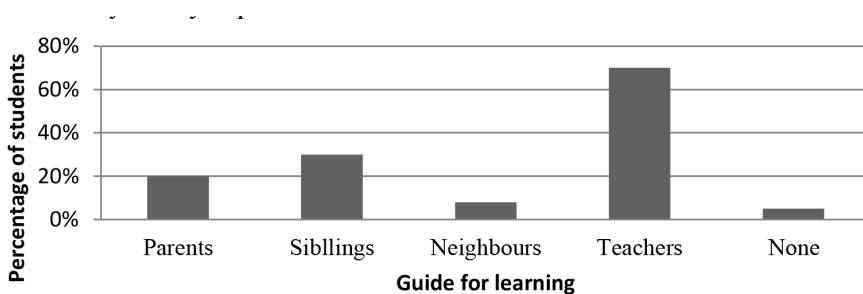 80%
60%
40%
20%
0%
Percentage of students
Parents Sibllings Neighbours Teachers None
Guide for learning